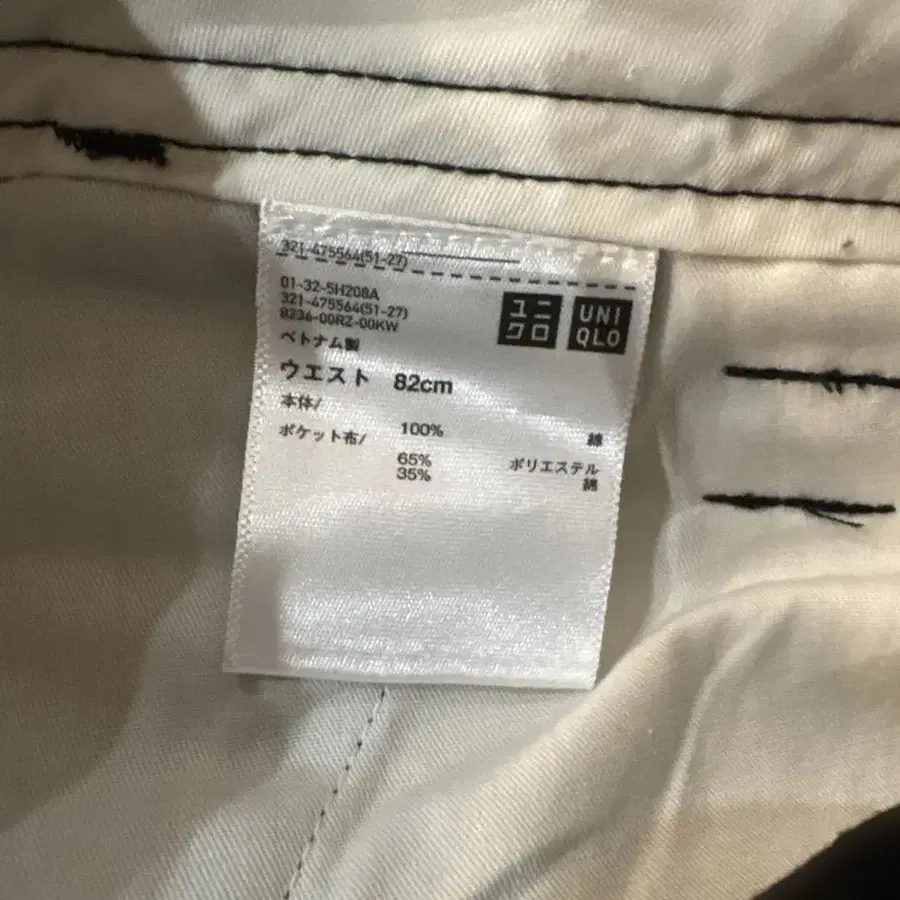 321-475564(51-27)
01-32-5H208A
321-475564(51-27)
8236-00RZ-00KW
ユニクロ
UNIQLO
ベトナム製
ウエスト 82cm
本体/
100% 綿
ポケット布/
65% ポリエステル
35% 綿